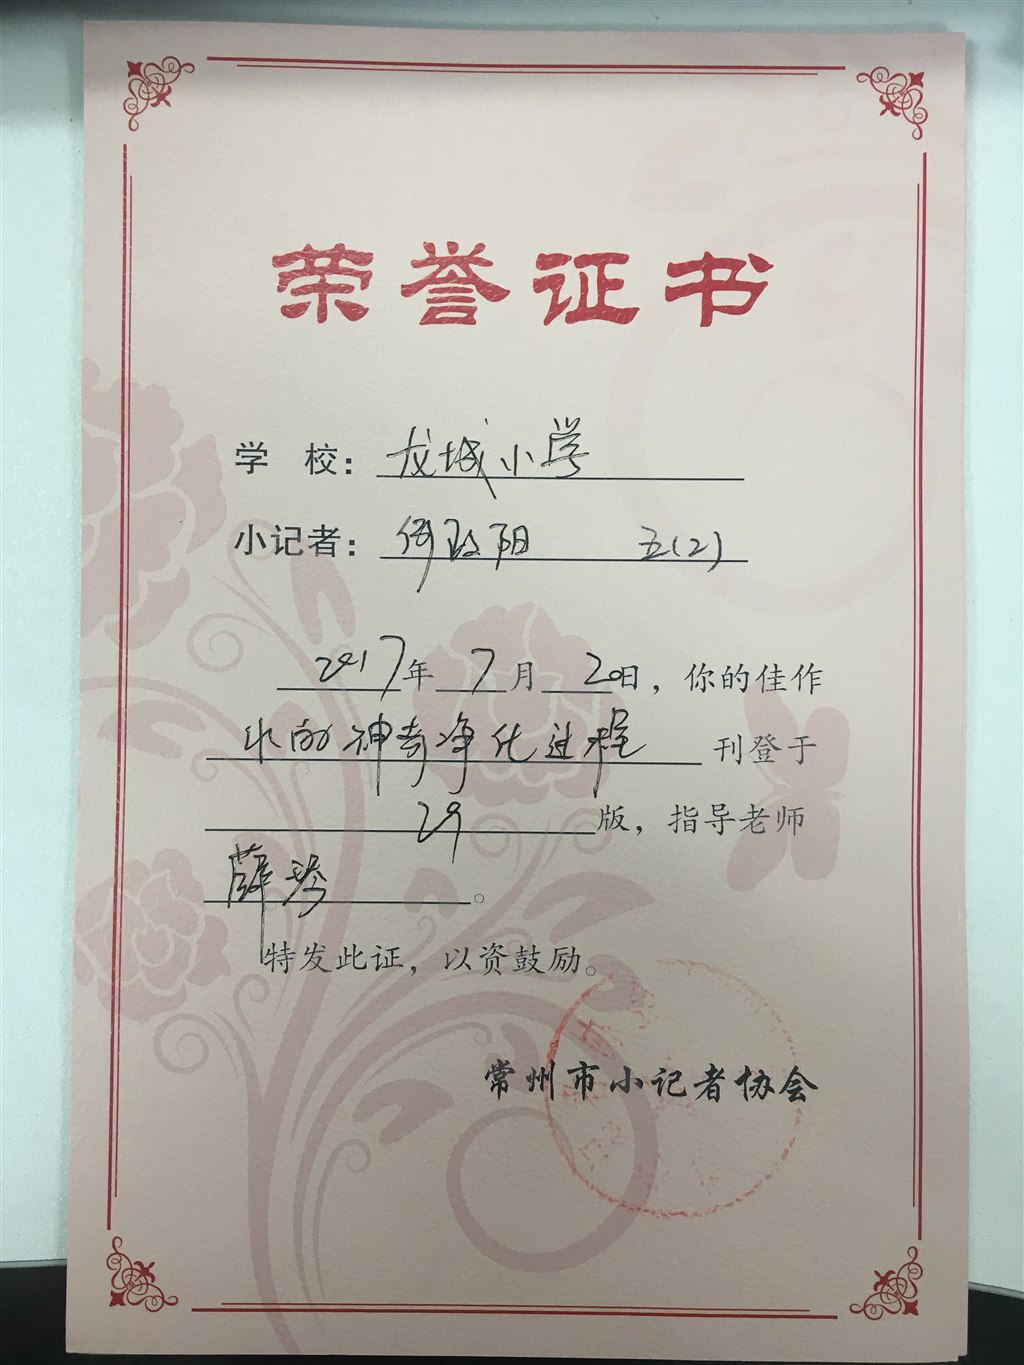 荣誉证书
学 校：龙城小学
小记者：何政阳 五(2)
2017年7月20日，你的佳作
水的神奇净化过程 刊登于
29 版，指导老师
薛琴。
特发此证，以资鼓励。
常州市小记者协会